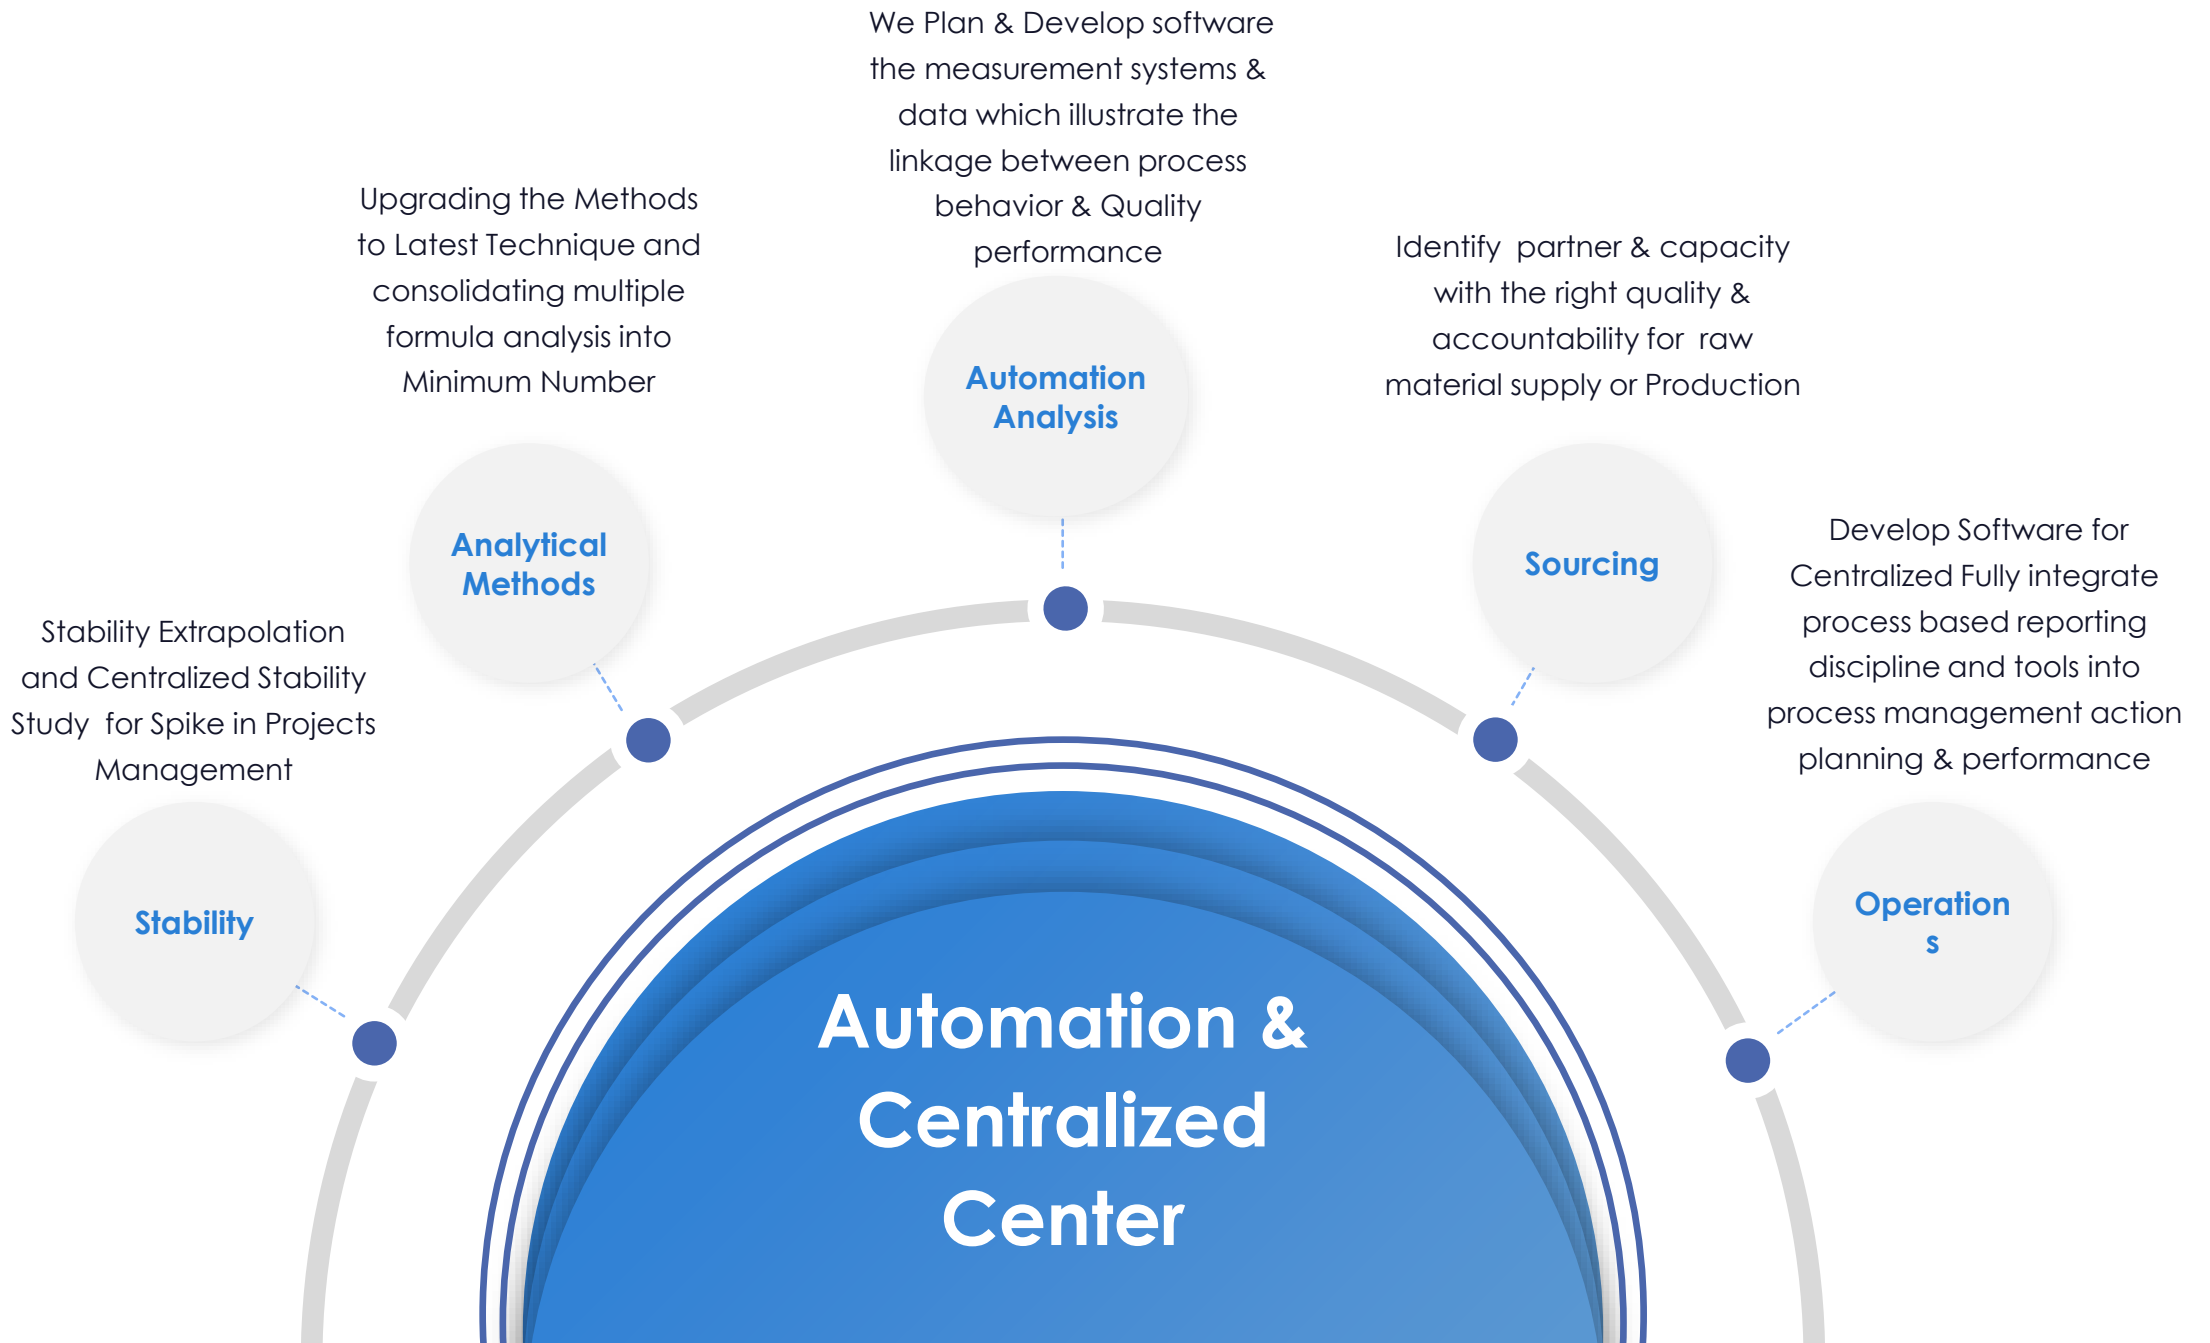 We Plan & Develop software
the measurement systems &
data which illustrate the
linkage between process
behavior & Quality
performance
Automation
Analysis
Upgrading the Methods
to Latest Technique and
consolidating multiple
formula analysis into
Minimum Number
Analytical
Methods
Identify  partner & capacity
with the right quality &
accountability for  raw
material supply or Production
Sourcing
Stability Extrapolation
and Centralized Stability
Study  for Spike in Projects
Management
Stability
Develop Software for
Centralized Fully integrate
process based reporting
discipline and tools into
process management action
planning & performance
Operation
s
Automation &
Centralized
Center